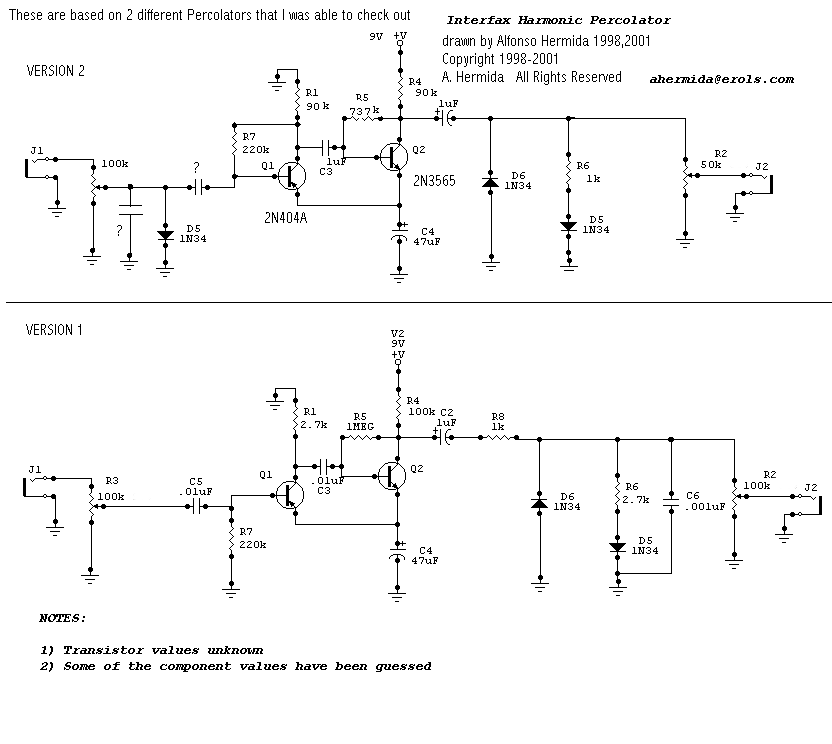 These are based on 2 different Percolators that I was able to check out
Interfax Harmonic Percolator
drawn by Alfonso Hermida 1998,2001
Copyright 1998-2001
A. Hermida All Rights Reserved ahermida@erols.com
VERSION 2
9V +V
R1
90k
R4
90k
R5
737k
1uF
R7
220k
J1
100k
?
?
Q1
1uF
C3
Q2
2N3565
2N404A
D5
1N34
C4
47uF
D6
1N34
R6
1k
D5
1N34
R2
50k
J2
VERSION 1
V2
9V
+V
R1
2.7k
R4
100k
R5
1MEG
C2
1uF
R8
1k
J1
R3
100k
C5
.01uF
R7
220k
Q1
.01uF
C3
Q2
C4
47uF
D6
1N34
R6
2.7k
D5
1N34
C6
.001uF
R2
100k
J2
NOTES:
1) Transistor values unknown
2) Some of the component values have been guessed